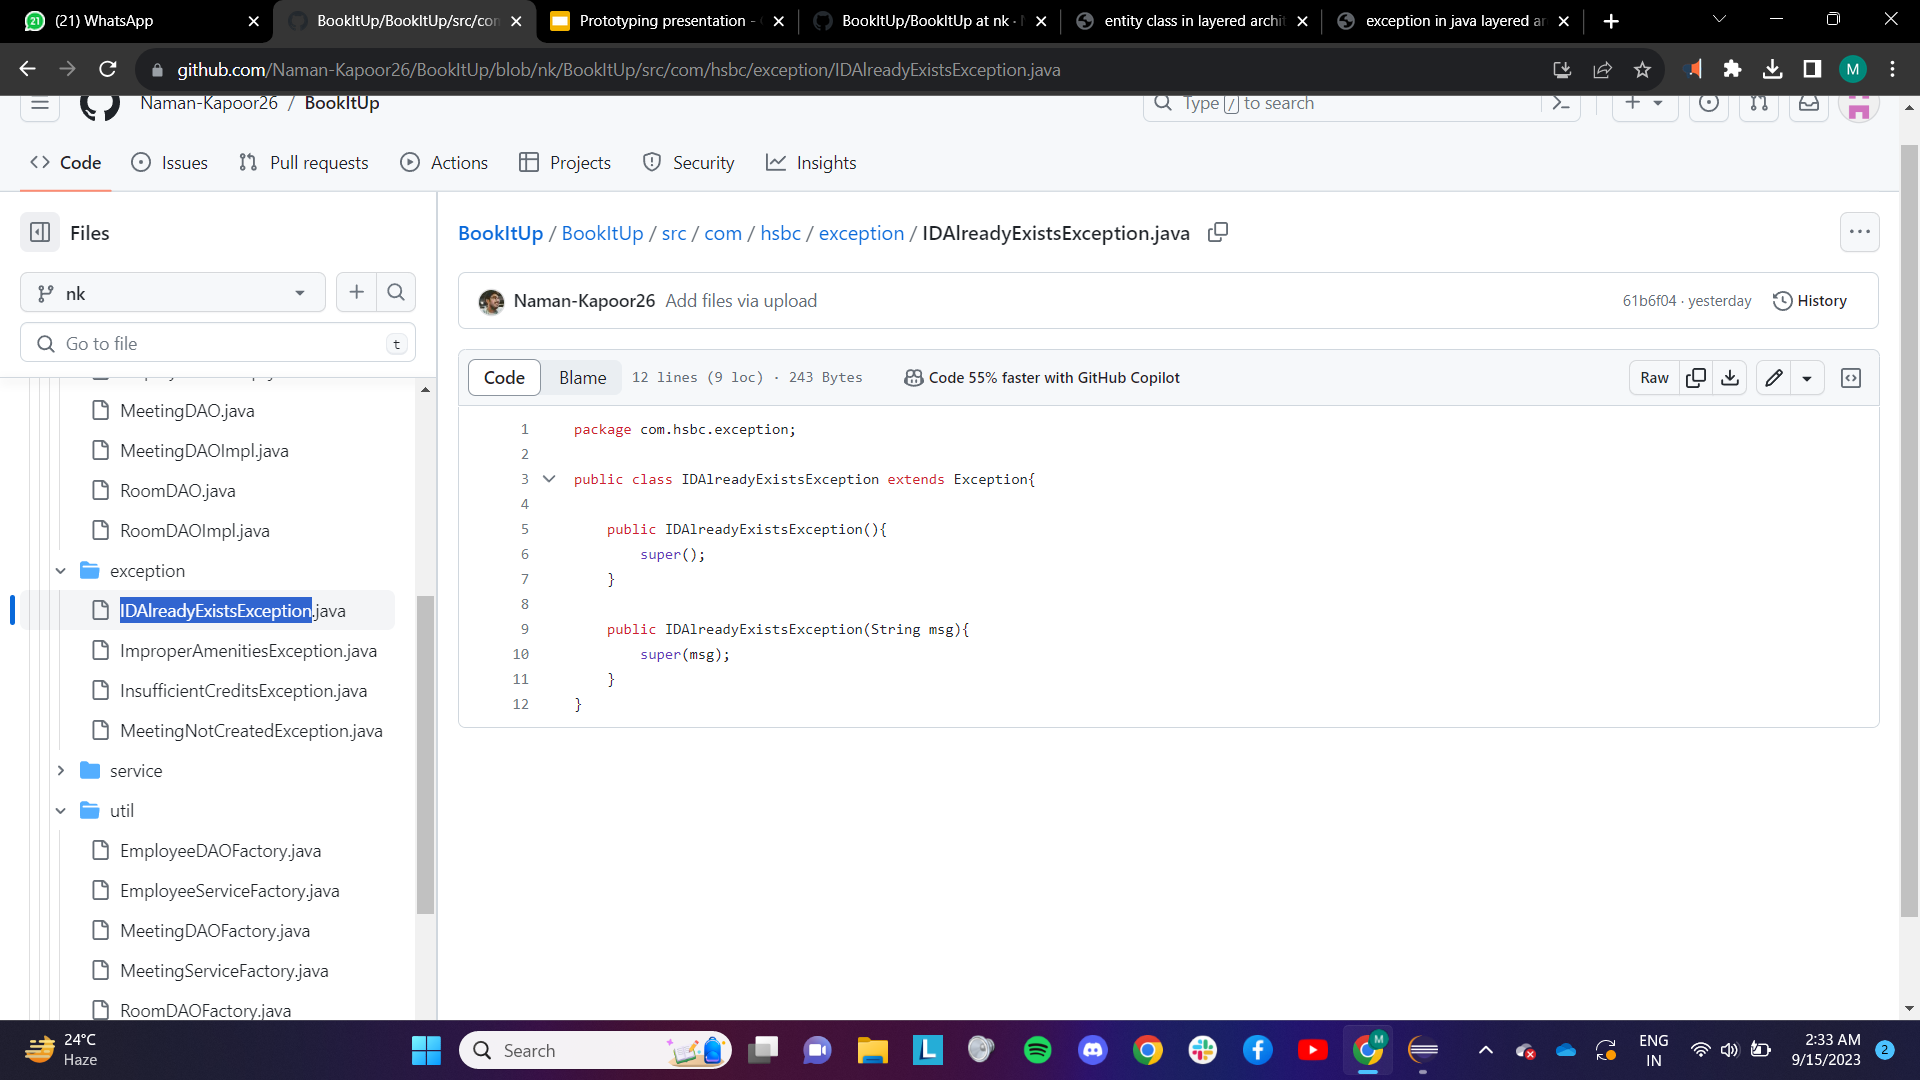 (21) WhatsApp
BookItUp/BookItUp/src/con
Prototyping presentation -
BookItUp/BookItUp at nk ·
entity class in layered archit
exception in java layered ar
github.com/Naman-Kapoor26/BookItUp/blob/nk/BookItUp/src/com/hsbc/exception/IDAlreadyExistsException.java
M
Naman-Kapoor26 / BookItUp
Type / to search
Code
Issues
Pull requests
Actions
Projects
Security
Insights
Files
nk
Go to file
t
MeetingDAO.java
MeetingDAOImpl.java
RoomDAO.java
RoomDAOImpl.java
exception
IDAlreadyExistsException.java
ImproperAmenitiesException.java
InsufficientCreditsException.java
MeetingNotCreatedException.java
service
util
EmployeeDAOFactory.java
EmployeeServiceFactory.java
MeetingDAOFactory.java
MeetingServiceFactory.java
RoomDAOFactory.java
BookItUp / BookItUp / src / com / hsbc / exception / IDAlreadyExistsException.java
Naman-Kapoor26 Add files via upload
61b6f04 · yesterday
History
Code
Blame
12 lines (9 loc) · 243 Bytes
Code 55% faster with GitHub Copilot
Raw
1 package com.hsbc.exception;
2
3 public class IDAlreadyExistsException extends Exception{
4
5 public IDAlreadyExistsException(){
6 super();
7 }
8
9 public IDAlreadyExistsException(String msg){
10 super(msg);
11 }
12 }
24°C
Haze
Search
L
M
ENG
IN
2:33 AM
9/15/2023
2